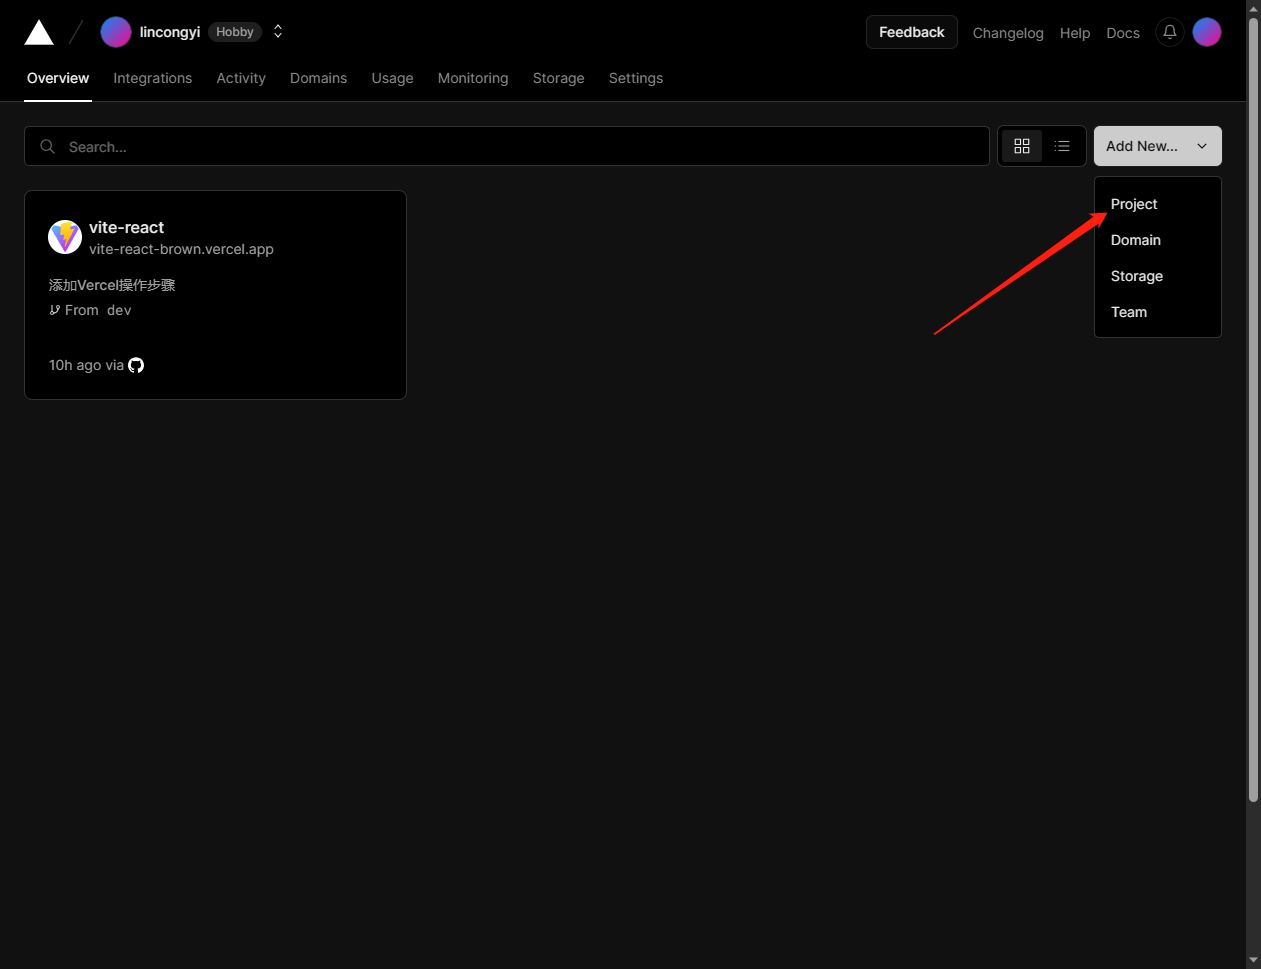 lincongyi Hobby
Feedback Changelog Help Docs
Overview Integrations Activity Domains Usage Monitoring Storage Settings
Search...
Add New...
Project
Domain
Storage
Team
vite-react
vite-react-brown.vercel.app
添加Vercel操作步骤
From dev
10h ago via